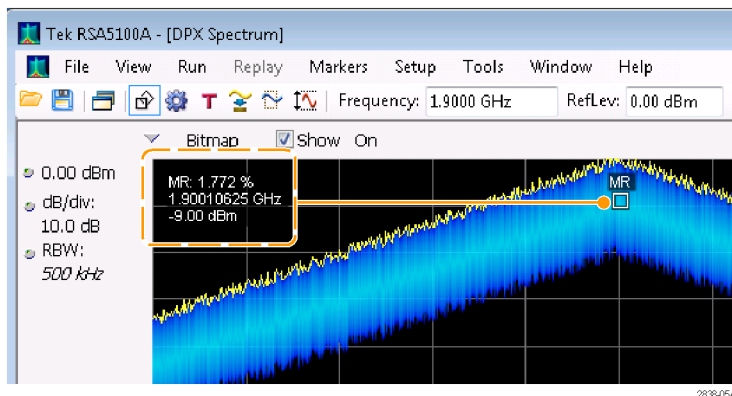 Tek RSA5100A - [DPX Spectrum]
File View Run Replay Markers Setup Tools Window Help
T Frequency: 1.9000 GHz RefLev: 0.00 dBm
Bitmap Show On
0.00 dBm
dB/div:
10.0 dB
RBW:
500 kHz
MR: 1.772 %
1.90010625 GHz
-9.00 dBm
MR